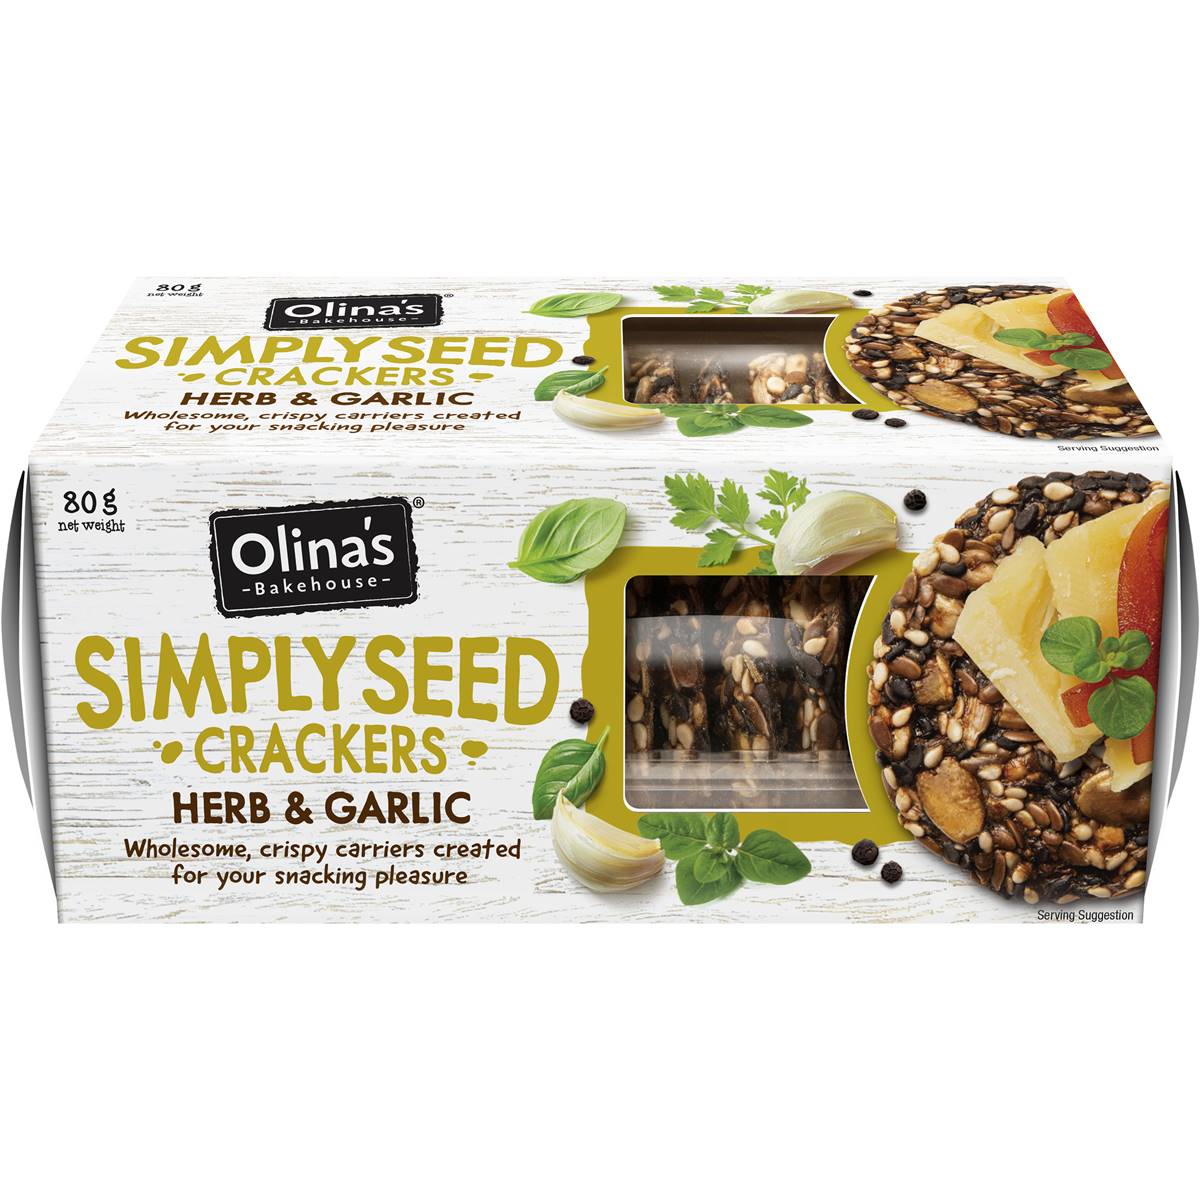 80g
net weight
Olina's®
-Bakehouse-
SIMPLY SEED
CRACKERS
HERB & GARLIC
Wholesome, crispy carriers created
for your snacking pleasure
Serving Suggestion
80g
net weight
Olina's®
-Bakehouse-
SIMPLY SEED
CRACKERS
HERB & GARLIC
Wholesome, crispy carriers created
for your snacking pleasure
Serving Suggestion